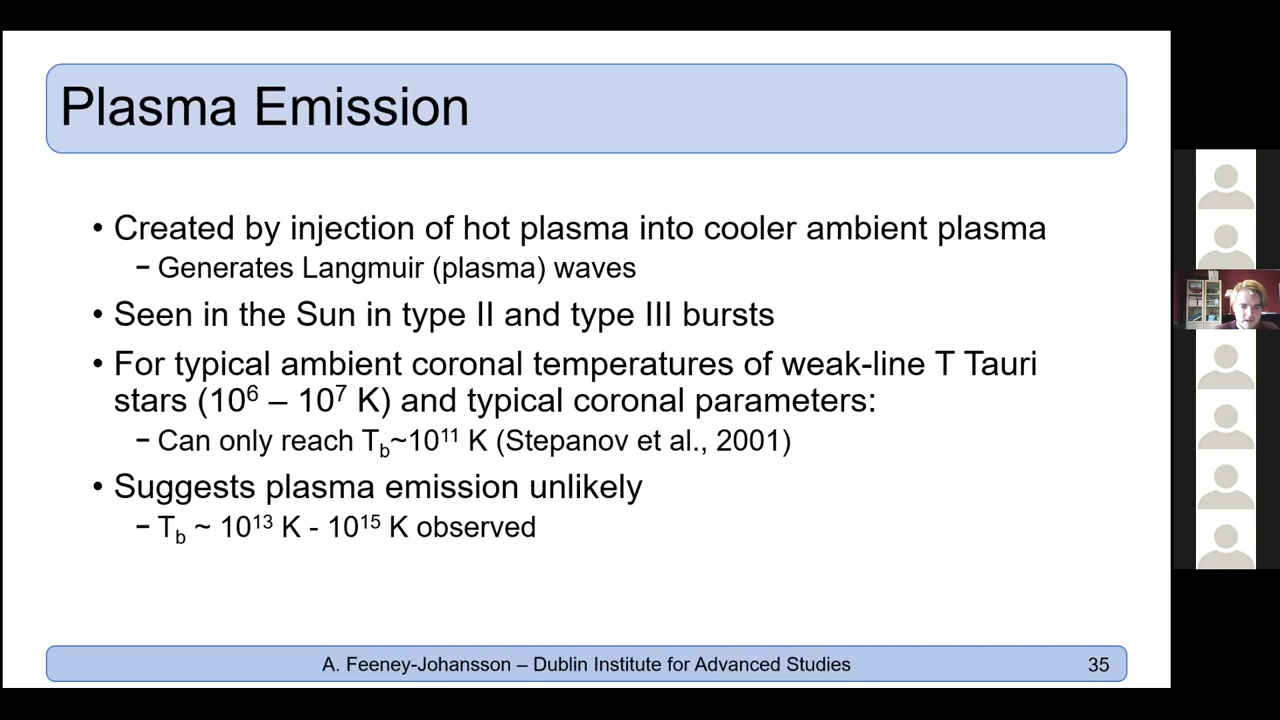 Plasma Emission
• Created by injection of hot plasma into cooler ambient plasma
− Generates Langmuir (plasma) waves
• Seen in the Sun in type II and type III bursts
• For typical ambient coronal temperatures of weak-line T Tauri
stars (10⁶ – 10⁷ K) and typical coronal parameters:
− Can only reach T_b~10¹¹ K (Stepanov et al., 2001)
• Suggests plasma emission unlikely
− T_b ~ 10¹³ K - 10¹⁵ K observed
A. Feeney-Johansson – Dublin Institute for Advanced Studies
35